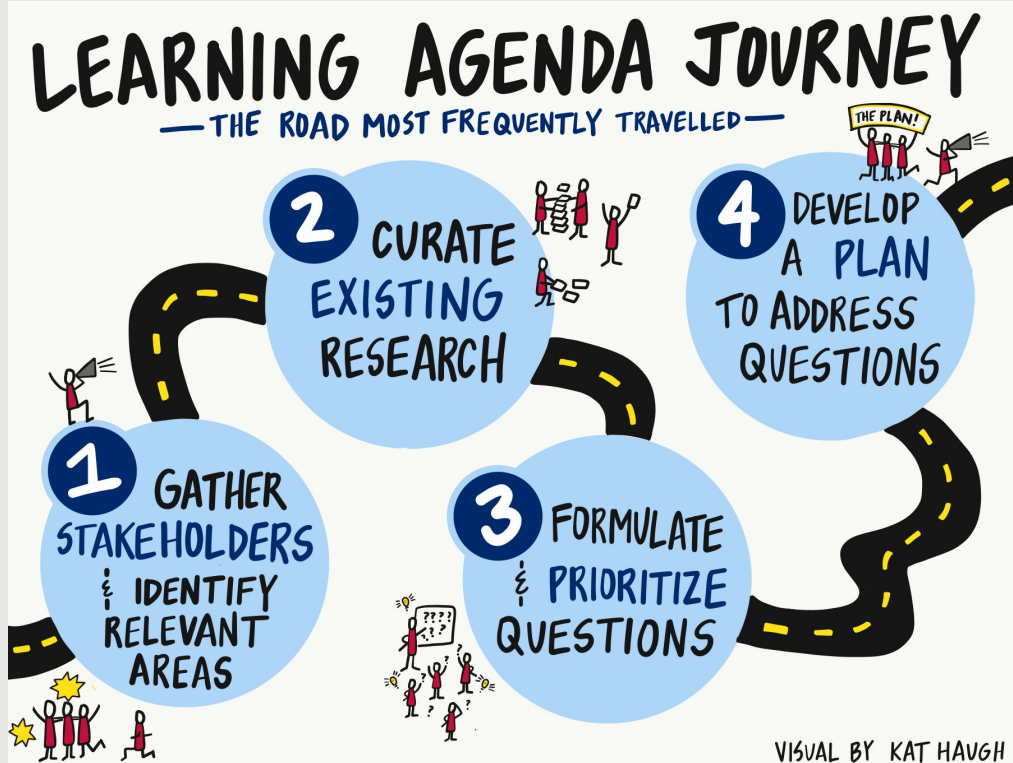 LEARNING AGENDA JOURNEY
—THE ROAD MOST FREQUENTLY TRAVELLED—
THE PLAN!
1
GATHER
STAKEHOLDERS
& IDENTIFY
RELEVANT
AREAS
2
CURATE
EXISTING
RESEARCH
3
FORMULATE
& PRIORITIZE
QUESTIONS
????
???
?
?
?
?
?
4
DEVELOP
A PLAN
TO ADDRESS
QUESTIONS
VISUAL BY KAT HAUGH